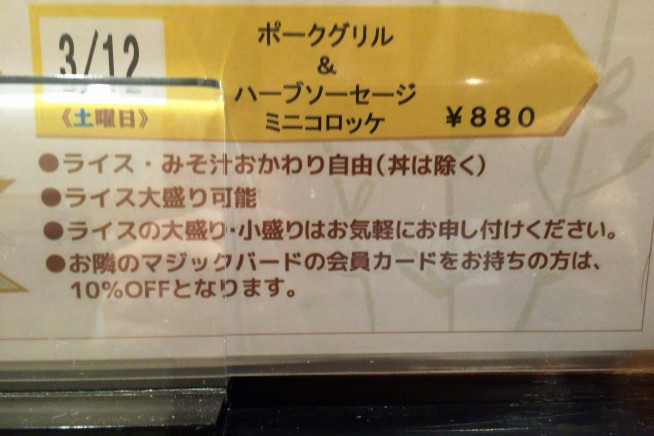 3/12
《土曜日》
ポークグリル
&
ハーブソーセージ
ミニコロッケ ¥880
●ライス・みそ汁おかわり自由(丼は除く)
●ライス大盛り可能
●ライスの大盛り・小盛りはお気軽にお申し付けください。
●お隣のマジックバードの会員カードをお持ちの方は、
10%OFFとなります。